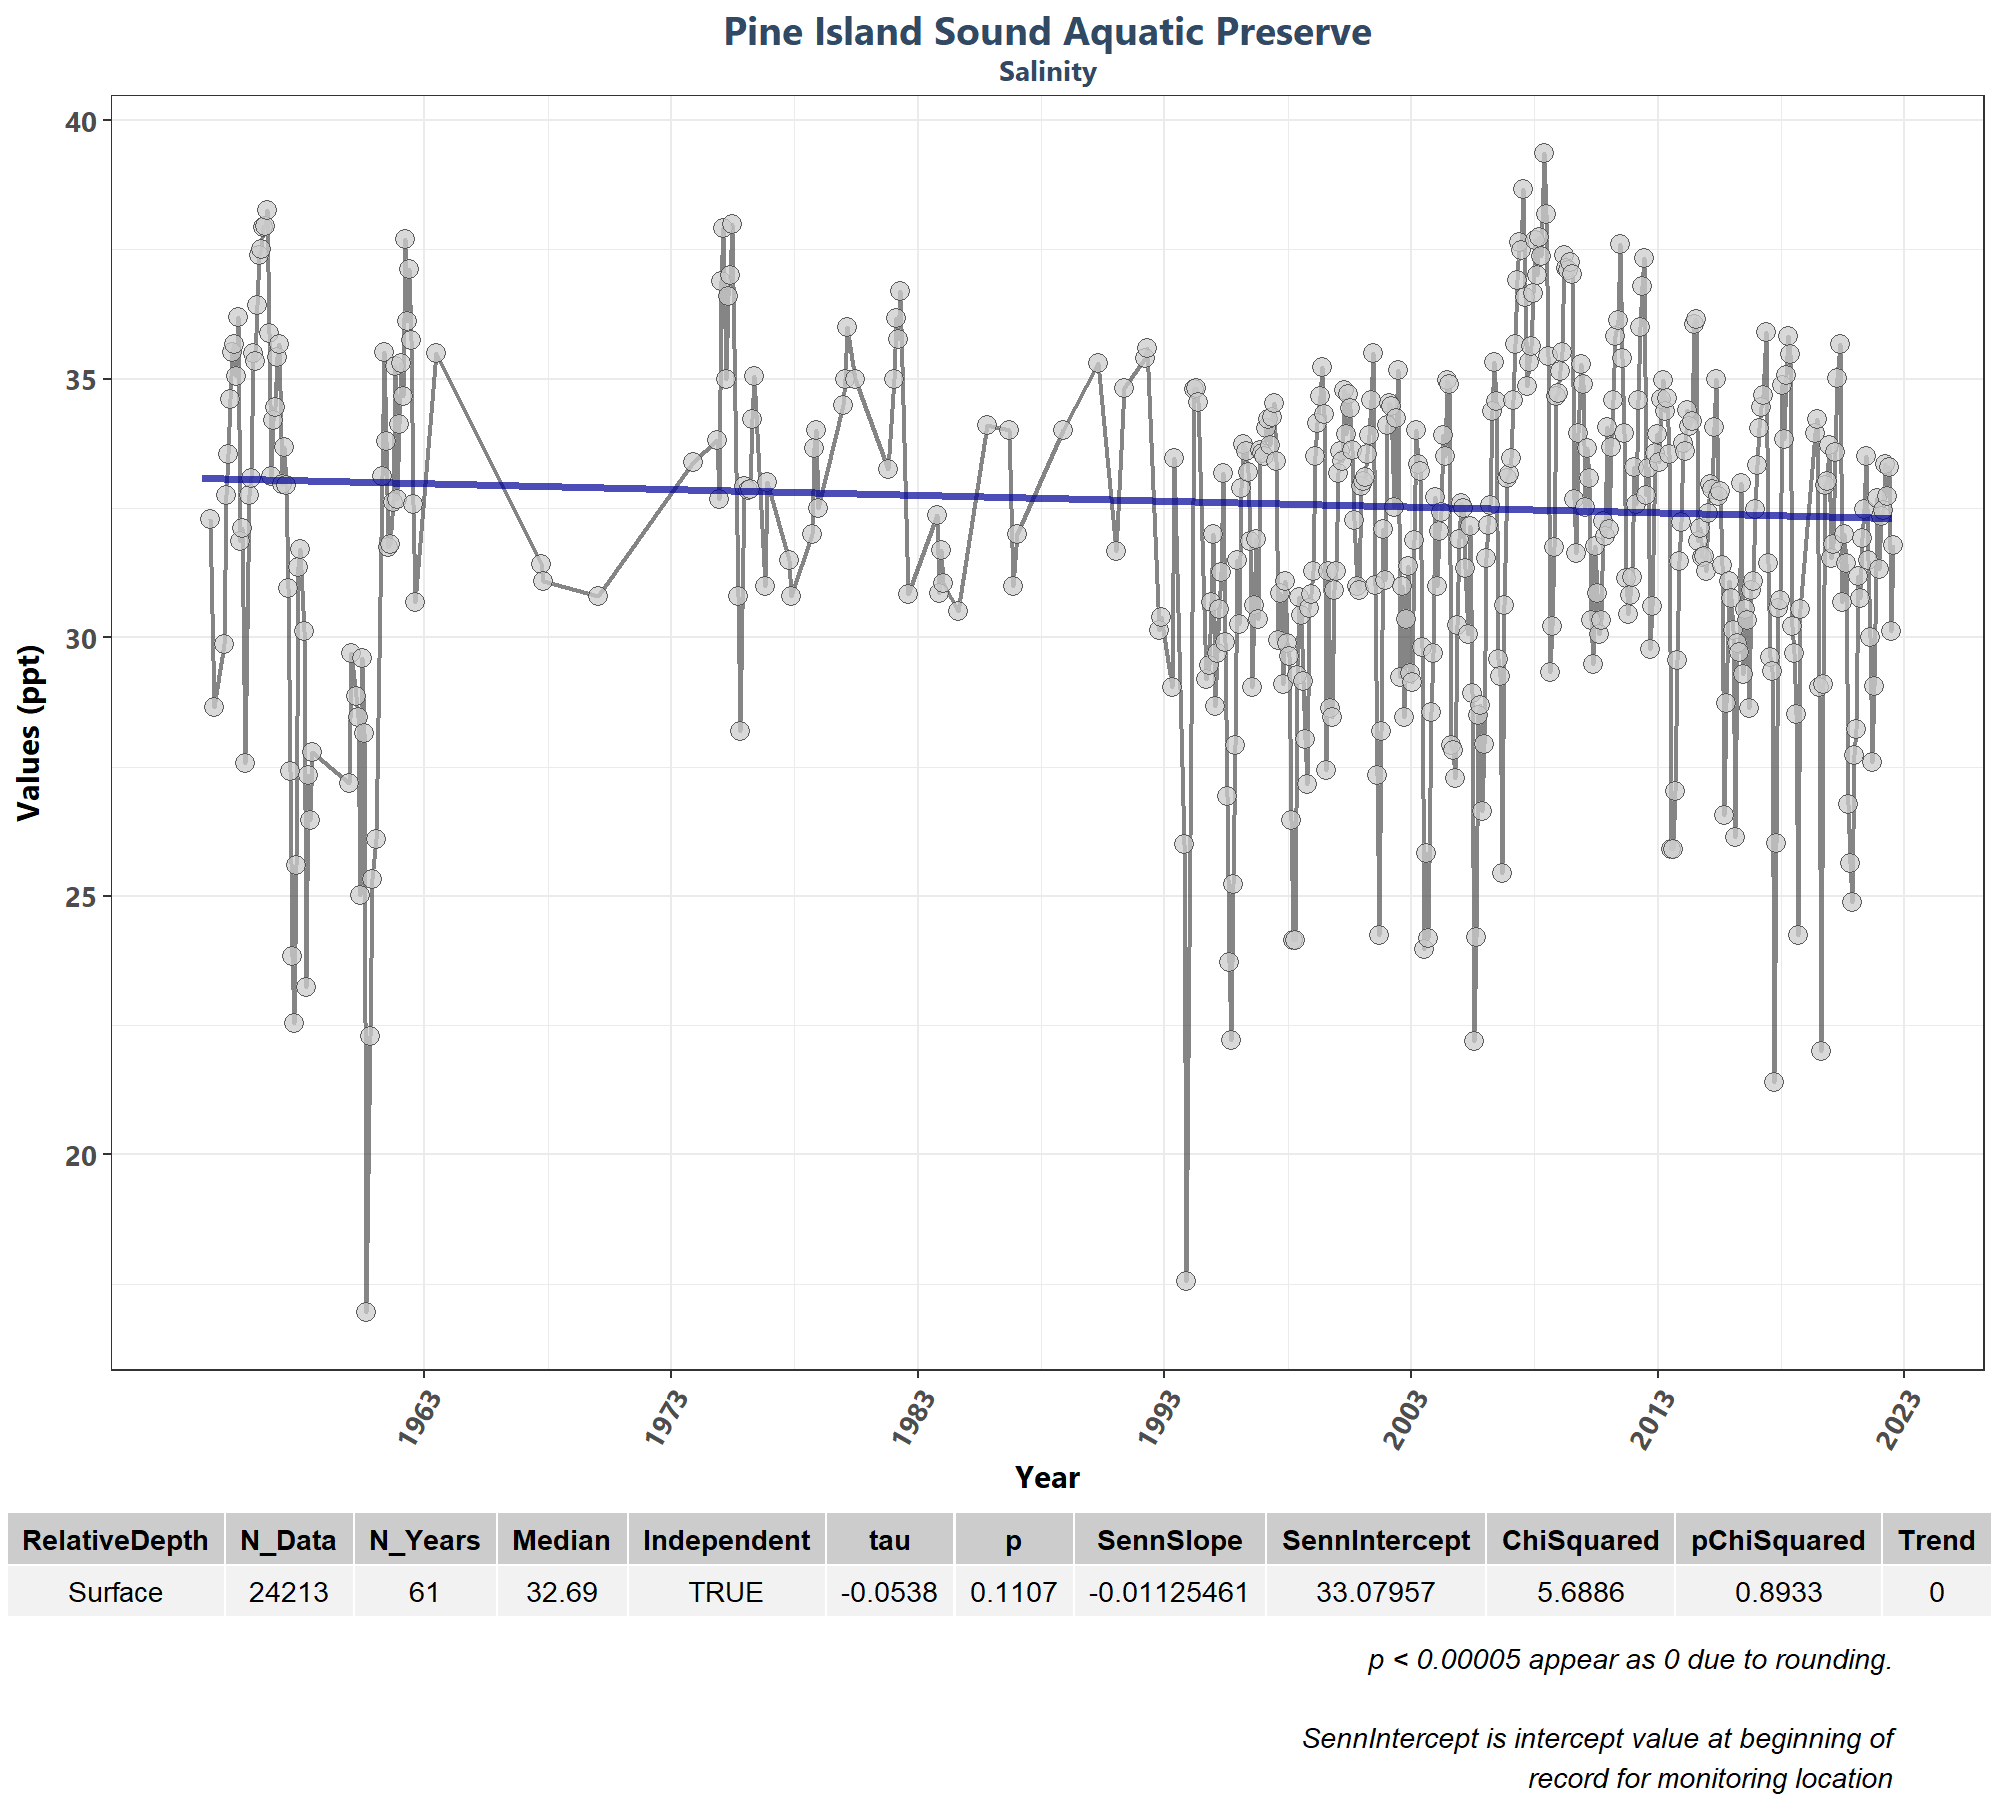 Pine Island Sound Aquatic Preserve
Salinity
40
35
30
25
20
Values (ppt)
1963
1973
1983
1993
2003
2013
2023
Year
RelativeDepth N_Data N_Years Median Independent tau p SennSlope SennIntercept ChiSquared pChiSquared Trend
Surface 24213 61 32.69 TRUE -0.0538 0.1107 -0.01125461 33.07957 5.6886 0.8933 0
p < 0.00005 appear as 0 due to rounding.
SennIntercept is intercept value at beginning of
record for monitoring location